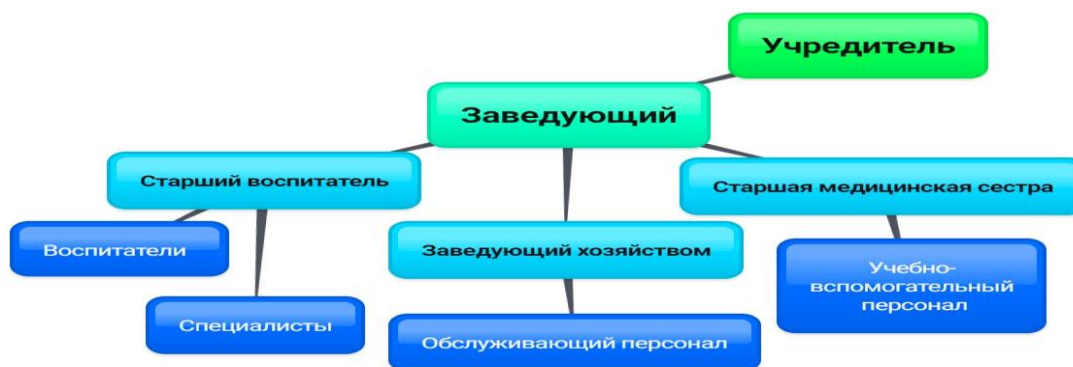 Учредитель
Заведующий
Старший воспитатель
Старшая медицинская сестра
Воспитатели
Заведующий хозяйством
Учебно-
вспомогательный
персонал
Специалисты
Обслуживающий персонал